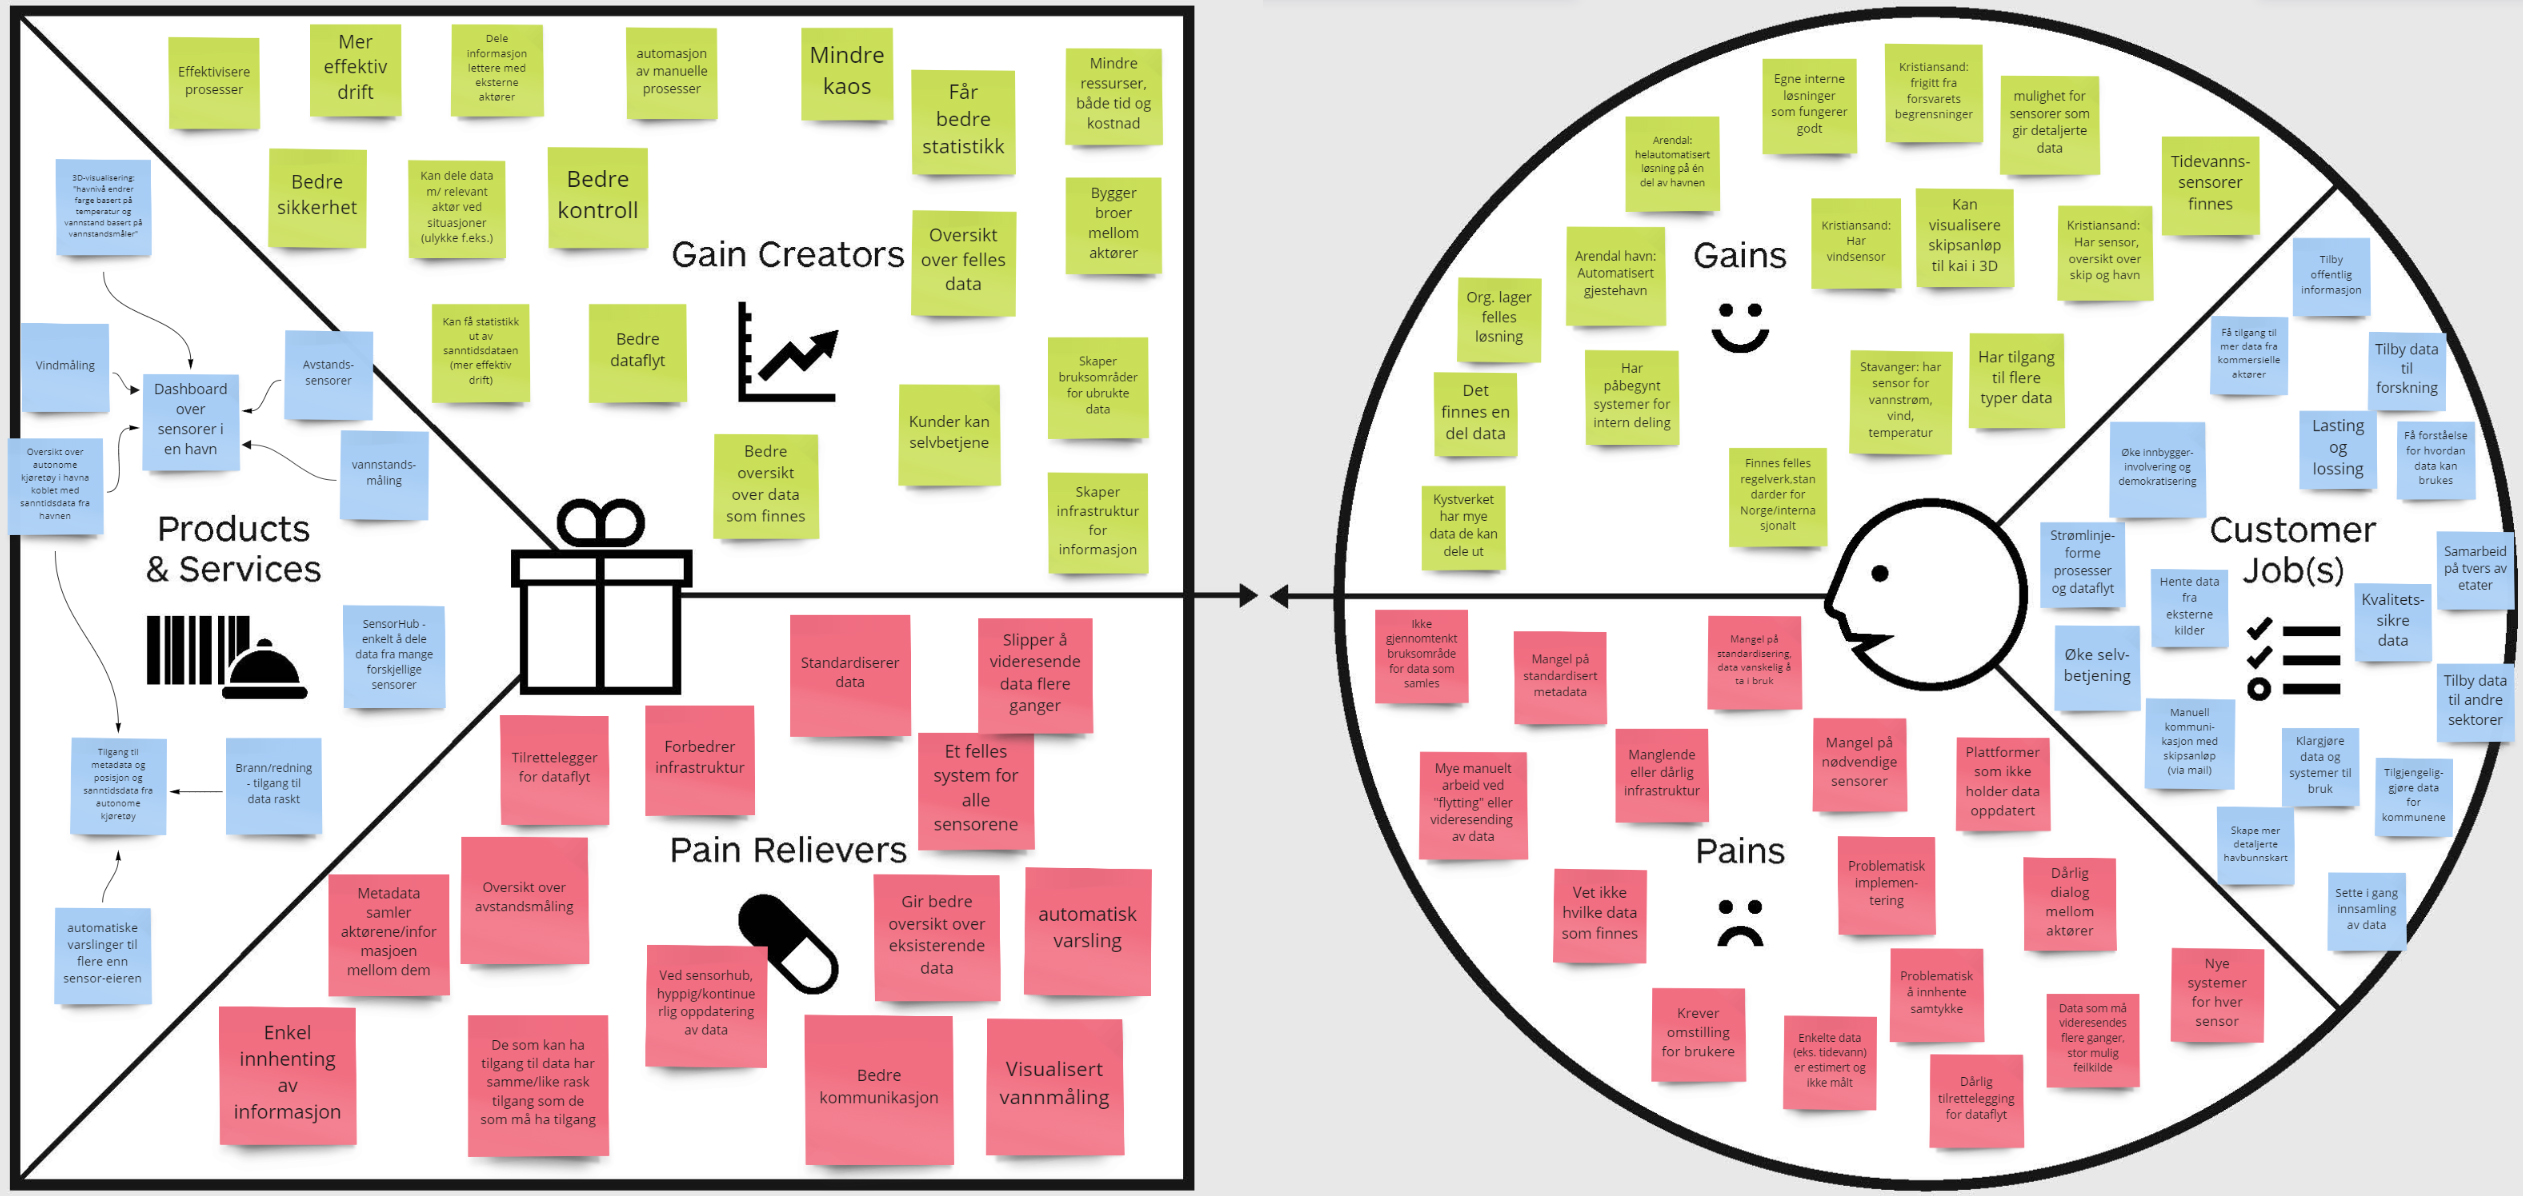 Effektivisere
prosesser
Mer
effektiv
drift
Dele
informasjon
lettere med
eksterne
aktører
automasjon
av manuelle
prosesser
Mindre
kaos
Får
bedre
statistikk
Mindre
ressurser,
både tid og
kostnad
Bedre
sikkerhet
Kan dele data
m/ relevant
aktør ved
situasjoner
(ulykke f.eks.)
Bedre
kontroll
Gain Creators
Oversikt
over felles
data
Bygger
broer
mellom
aktører
Kan få statistikk
ut av
sanntidsdataen
(mer effektiv
drift)
Bedre
dataflyt
Skaper
bruksområder
for ubrukte
data
Kunder kan
selvbetjene
Bedre
oversikt
over data
som finnes
Skaper
infrastruktur
for
informasjon
3D-visualisering:
"havnivå endrer
farge basert på
temperatur og
vannstand basert på
vannstandsmåler"
Vindmåling
Avstands-
sensorer
Dashboard
over
sensorer i
en havn
Oversikt over
autonome
kjøretøy i havna
koblet med
sanntidsdata fra
havnen
vannstands-
måling
Products
& Services
SensorHub -
enkelt å dele
data fra mange
forskjellige
sensorer
Tilgang til
metadata og
posisjon og
sanntidsdata fra
autonome
kjøretøy
Brann/redning
- tilgang til
data raskt
automatiske
varslinger til
flere enn
sensor-eieren
Standardiserer
data
Slipper å
videresende
data flere
ganger
Tilrettelegger
for dataflyt
Forbedrer
infrastruktur
Et felles
system for
alle
sensorene
Pain Relievers
Metadata
samler
aktørene/infor
masjoen
mellom dem
Oversikt over
avstandsmåling
Gir bedre
oversikt over
eksisterende
data
automatisk
varsling
Ved sensorhub,
hyppig/kontinue
rlig oppdatering
av data
Enkel
innhenting
av
informasjon
De som kan ha
tilgang til data har
samme/like rask
tilgang som de
som må ha tilgang
Bedre
kommunikasjon
Visualisert
vannmåling
Egne interne
løsninger
som fungerer
godt
Kristiansand:
frigitt fra
forsvarets
begrensninger
mulighet for
sensorer som
gir detaljerte
data
Arendal:
helautomatisert
løsning på én
del av havnen
Tidevanns-
sensorer
finnes
Arendal havn:
Automatisert
gjestehavn
Gains
Kristiansand:
Har
vindsensor
Kan
visualisere
skipsanløp
til kai i 3D
Kristiansand:
Har sensor,
oversikt over
skip og havn
Org. lager
felles
løsning
Har
påbegynt
systemer for
intern deling
Stavanger: har
sensor for
vannstrøm,
vind,
temperatur
Har tilgang
til flere
typer data
Det
finnes en
del data
Kystverket
har mye
data de kan
dele ut
Finnes felles
regelverk,stan
darder for
Norge/interna
sjonalt
Tilby
offentlig
informasjon
Få tilgang til
mer data fra
kommersielle
aktører
Tilby data
til
forskning
Øke innbygger-
involvering og
demokratisering
Lasting
og
lossing
Få forståelse
for hvordan
data kan
brukes
Customer
Job(s)
Strømlinje-
forme
prosesser
og dataflyt
Hente data
fra
eksterne
kilder
Samarbeid
på tvers av
etater
Kvalitets-
sikre
data
Øke selv-
betjening
Tilby data
til andre
sektorer
Manuell
kommuni-
kasjon med
skipsanløp
(via mail)
Klargjøre
data og
systemer til
bruk
Tilgjengelig-
gjøre data
for
kommunene
Skape mer
detaljerte
havbunnskart
Sette i gang
innsamling
av data
Ikke
gjennomtenkt
bruksområde
for data som
samles
Mangel på
standardisert
metadata
Mangel på
standardisering,
data vanskelig å
ta i bruk
Mye manuelt
arbeid ved
"flytting" eller
videresending
av data
Manglende
eller dårlig
infrastruktur
Mangel på
nødvendige
sensorer
Plattformer
som ikke
holder data
oppdatert
Pains
Vet ikke
hvilke data
som finnes
Problematisk
implemen-
tering
Dårlig
dialog
mellom
aktører
Krever
omstilling
for brukere
Enkelte data
(eks. tidevann)
er estimert og
ikke målt
Problematisk
å innhente
samtykke
Data som må
videresendes
flere ganger,
stor mulig
feilkilde
Nye
systemer
for hver
sensor
Dårlig
tilrettelegging
for dataflyt